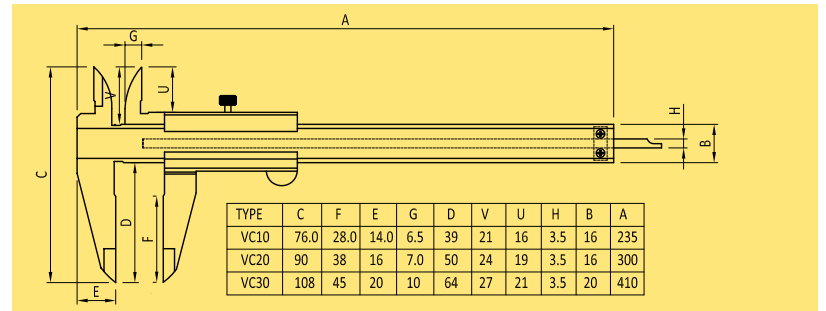 A
G
V
U
H
B
C
D
F
E
TYPE C F E G D V U H B A
VC10 76.0 28.0 14.0 6.5 39 21 16 3.5 16 235
VC20 90 38 16 7.0 50 24 19 3.5 16 300
VC30 108 45 20 10 64 27 21 3.5 20 410